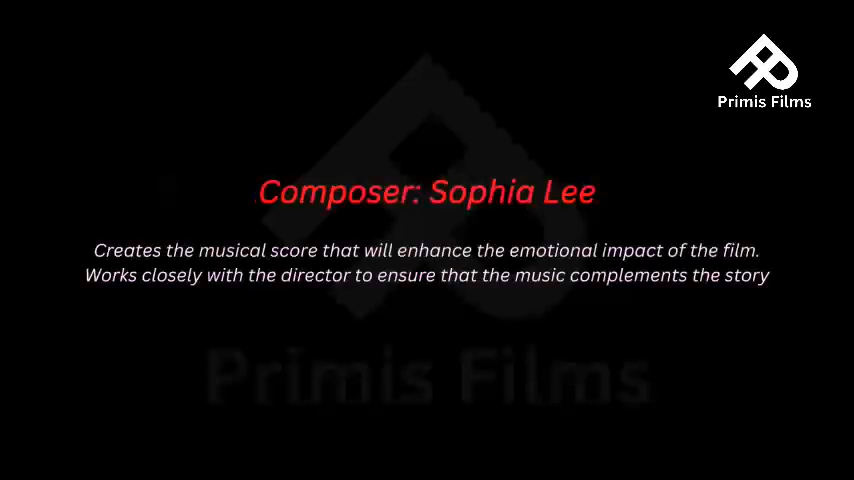 Primis Films
Composer: Sophia Lee
Creates the musical score that will enhance the emotional impact of the film.
Works closely with the director to ensure that the music complements the story
Primis Films